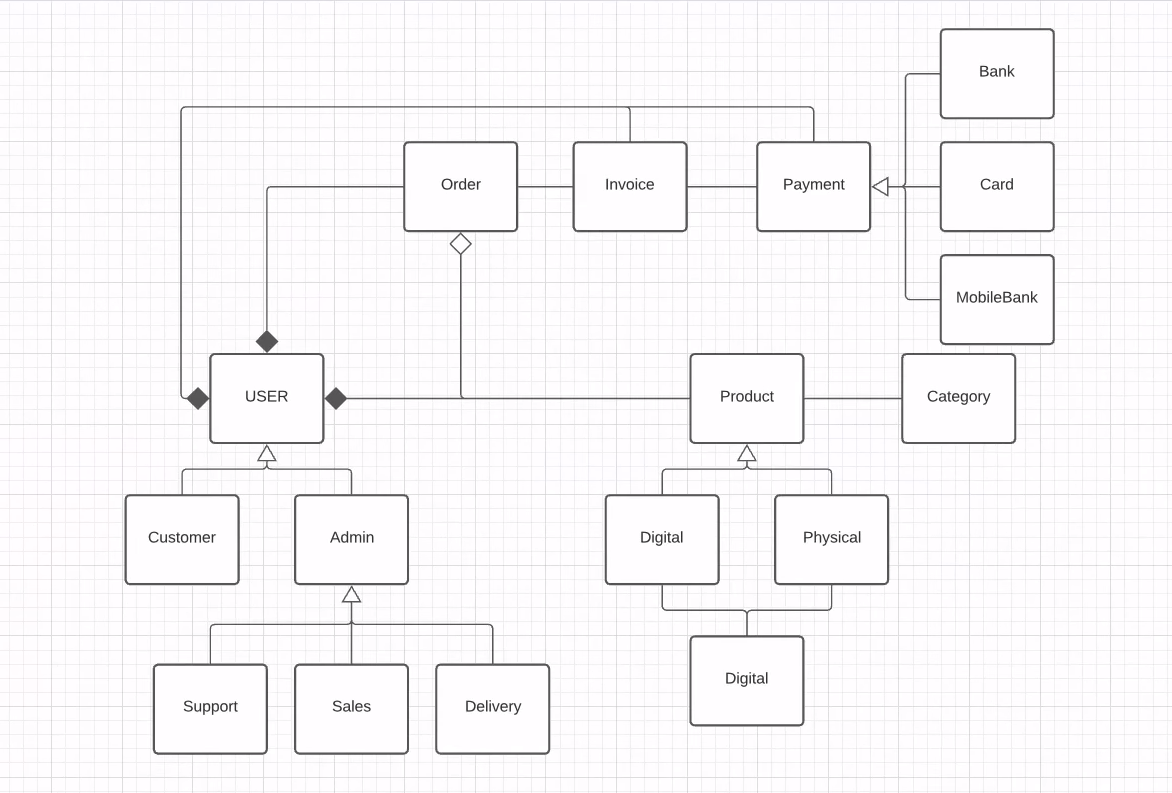 Bank
Order
Invoice
Payment
Card
MobileBank
USER
Product
Category
Customer
Admin
Digital
Physical
Support
Sales
Delivery
Digital